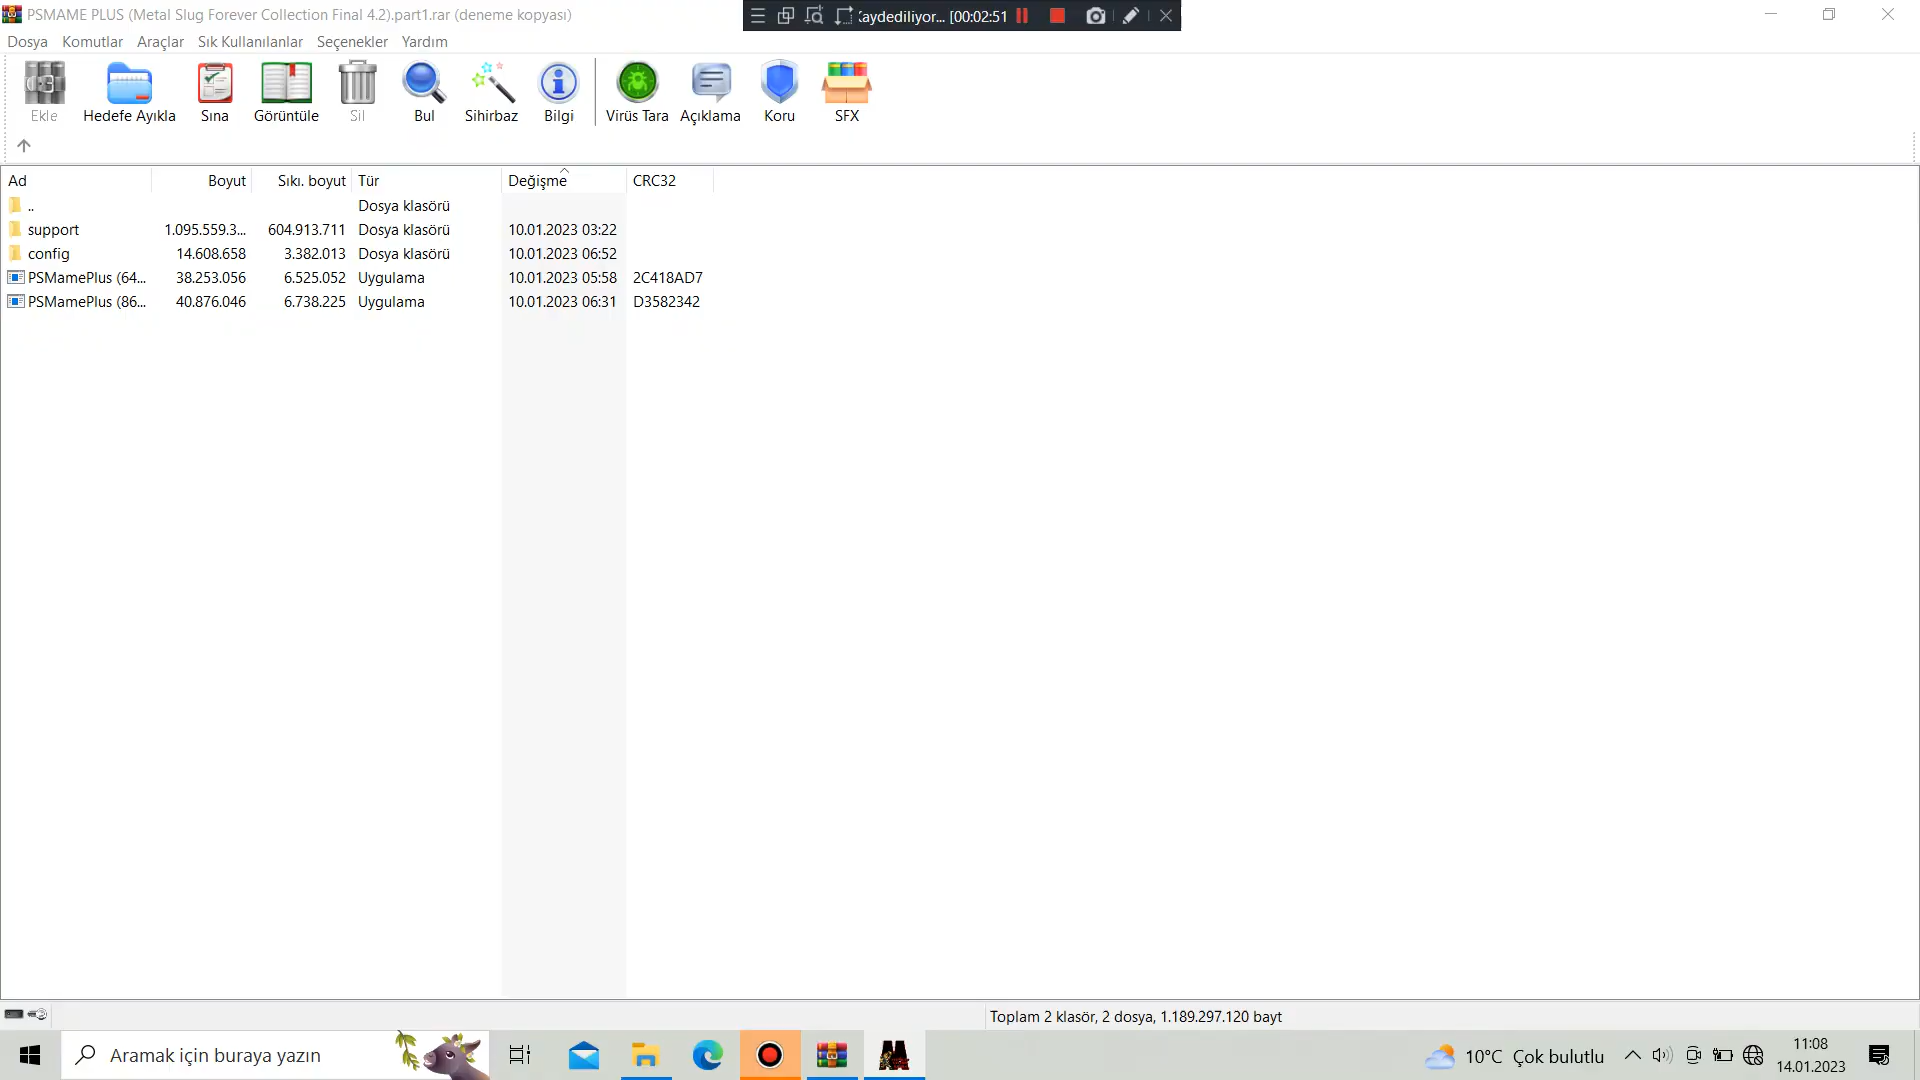 PSMAME PLUS (Metal Slug Forever Collection Final 4.2).part1.rar (deneme kopyası)
Kaydediliyor... [00:02:51
Dosya Komutlar Araçlar Sık Kullanılanlar Seçenekler Yardım
Ekle Hedefe Ayıkla Sına Görüntüle Sil Bul Sihirbaz Bilgi Virüs Tara Açıklama Koru SFX
Ad Boyut Sıkı. boyut Tür Değişme CRC32
.. Dosya klasörü
support 1.095.559.3... 604.913.711 Dosya klasörü 10.01.2023 03:22
config 14.608.658 3.382.013 Dosya klasörü 10.01.2023 06:52
PSMamePlus (64... 38.253.056 6.525.052 Uygulama 10.01.2023 05:58 2C418AD7
PSMamePlus (86... 40.876.046 6.738.225 Uygulama 10.01.2023 06:31 D3582342
Toplam 2 klasör, 2 dosya, 1.189.297.120 bayt
Aramak için buraya yazın
10°C Çok bulutlu
11:08
14.01.2023